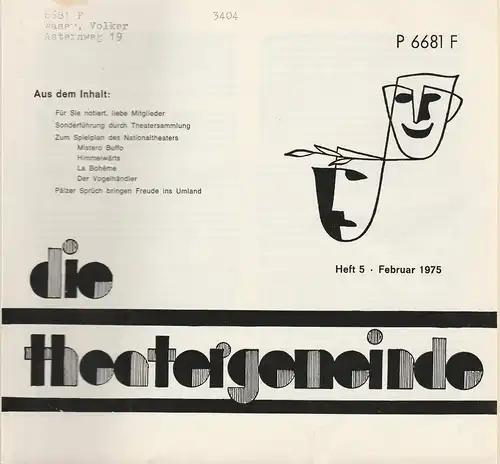 6681 F
3404
Waser, Volker
Asternweg 19
P 6681 F
Aus dem Inhalt:
Für Sie notiert, liebe Mitglieder
Sonderführung durch Theatersammlung
Zum Spielplan des Nationaltheaters
Mistero Buffo
Himmelwärts
La Bohème
Der Vogelhändler
Pälzer Sprüch bringen Freude ins Umland
Heft 5 · Februar 1975
die
theatergemeinde